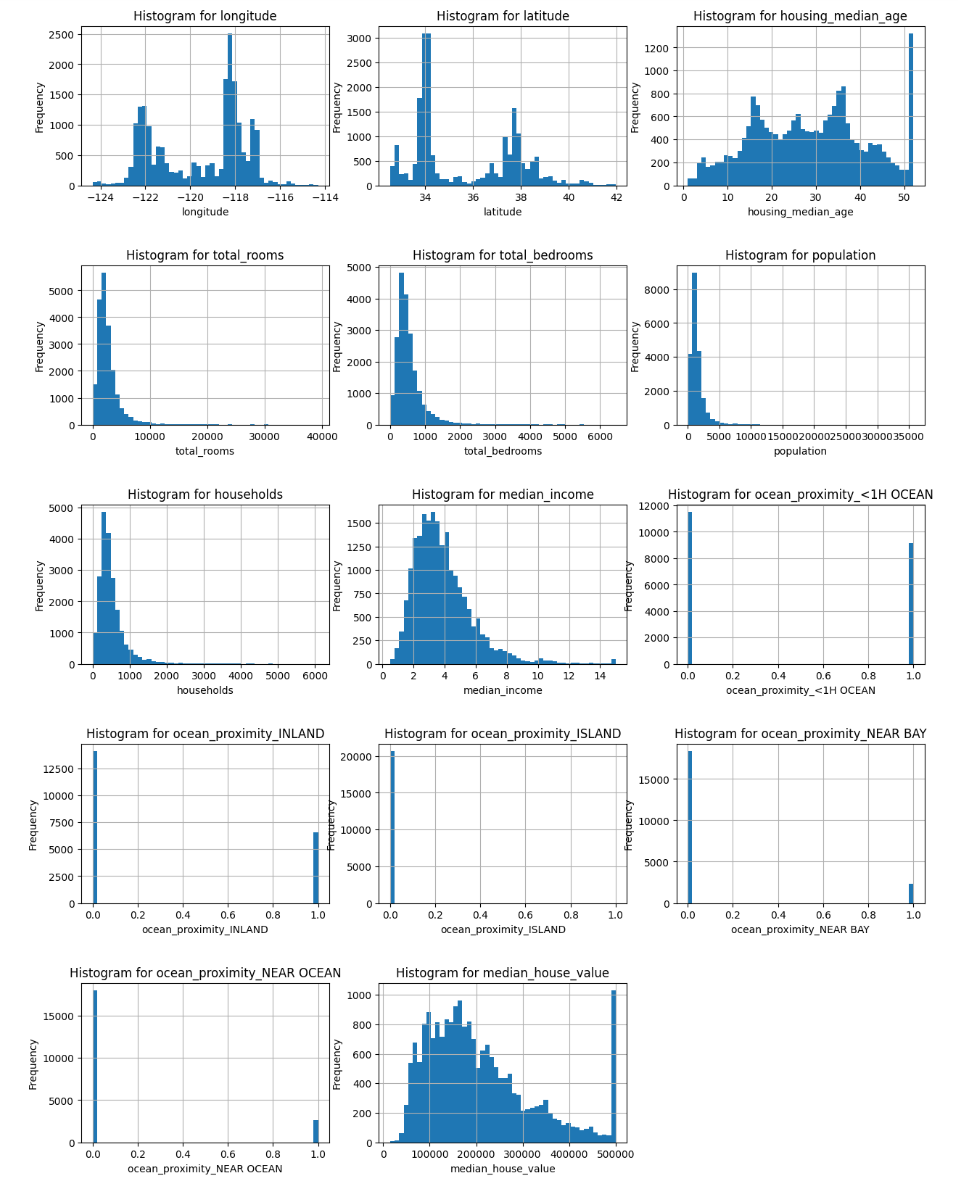 Histogram for longitude
Frequency
2500
2000
1500
1000
500
0
−124 −122 −120 −118 −116 −114
longitude
Histogram for latitude
Frequency
3000
2500
2000
1500
1000
500
0
34 36 38 40 42
latitude
Histogram for housing_median_age
Frequency
1200
1000
800
600
400
200
0
0 10 20 30 40 50
housing_median_age
Histogram for total_rooms
Frequency
5000
4000
3000
2000
1000
0
0 10000 20000 30000 40000
total_rooms
Histogram for total_bedrooms
Frequency
5000
4000
3000
2000
1000
0
0 1000 2000 3000 4000 5000 6000
total_bedrooms
Histogram for population
Frequency
8000
6000
4000
2000
0
0 5000 10000 15000 20000 25000 30000 35000
population
Histogram for households
Frequency
5000
4000
3000
2000
1000
0
0 1000 2000 3000 4000 5000 6000
households
Histogram for median_income
Frequency
1500
1250
1000
750
500
250
0
0 2 4 6 8 10 12 14
median_income
Histogram for ocean_proximity_<1H OCEAN
Frequency
12000
10000
8000
6000
4000
2000
0
0.0 0.2 0.4 0.6 0.8 1.0
ocean_proximity_<1H OCEAN
Histogram for ocean_proximity_INLAND
Frequency
12500
10000
7500
5000
2500
0
0.0 0.2 0.4 0.6 0.8 1.0
ocean_proximity_INLAND
Histogram for ocean_proximity_ISLAND
Frequency
20000
15000
10000
5000
0
0.0 0.2 0.4 0.6 0.8 1.0
ocean_proximity_ISLAND
Histogram for ocean_proximity_NEAR BAY
Frequency
15000
10000
5000
0
0.0 0.2 0.4 0.6 0.8 1.0
ocean_proximity_NEAR BAY
Histogram for ocean_proximity_NEAR OCEAN
Frequency
15000
10000
5000
0
0.0 0.2 0.4 0.6 0.8 1.0
ocean_proximity_NEAR OCEAN
Histogram for median_house_value
Frequency
1000
800
600
400
200
0
100000 200000 300000 400000 500000
median_house_value